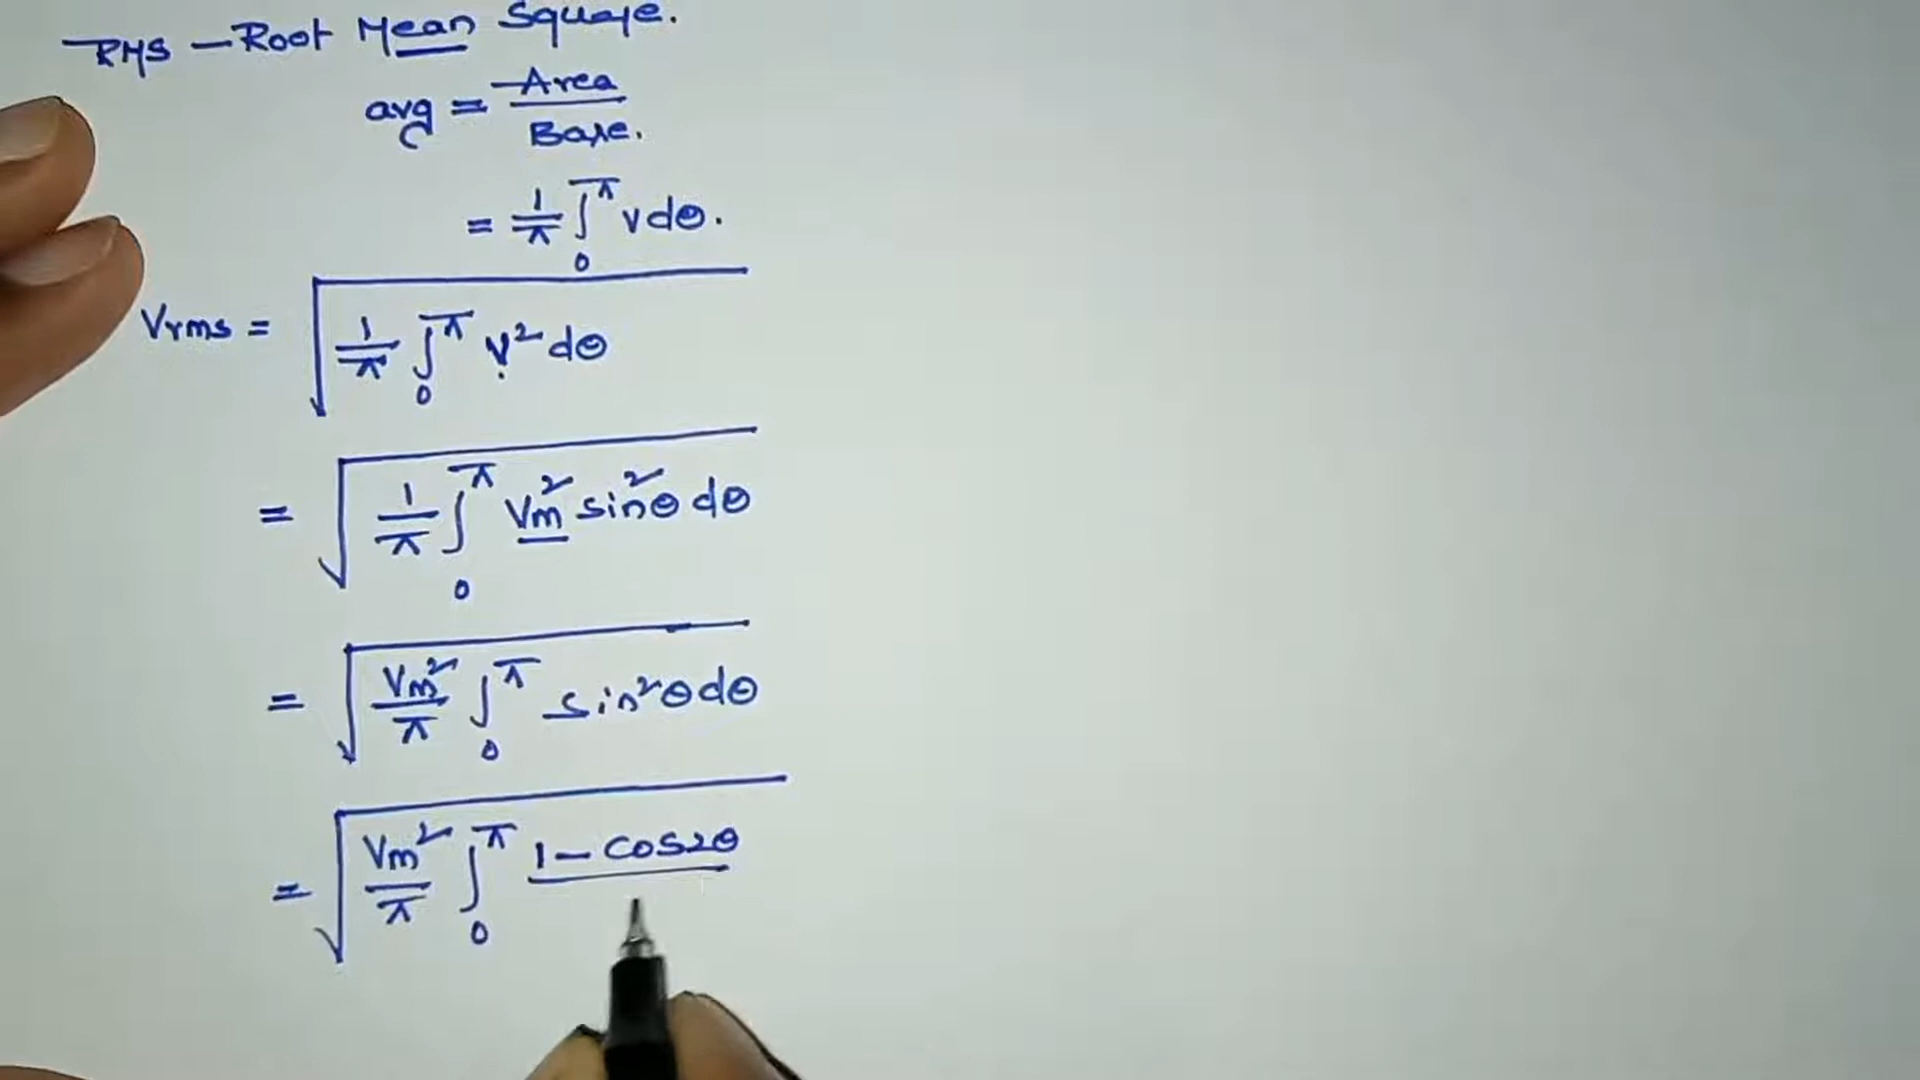 RMS — Root Mean Square.
avg = Area / Base.
= 1/π ∫₀^π v dθ.
Vrms = √(1/π ∫₀^π V² dθ)
= √(1/π ∫₀^π Vm² sin²θ dθ)
= √(Vm²/π ∫₀^π sin²θ dθ)
= √(Vm²/π ∫₀^π 1 - cos2θ